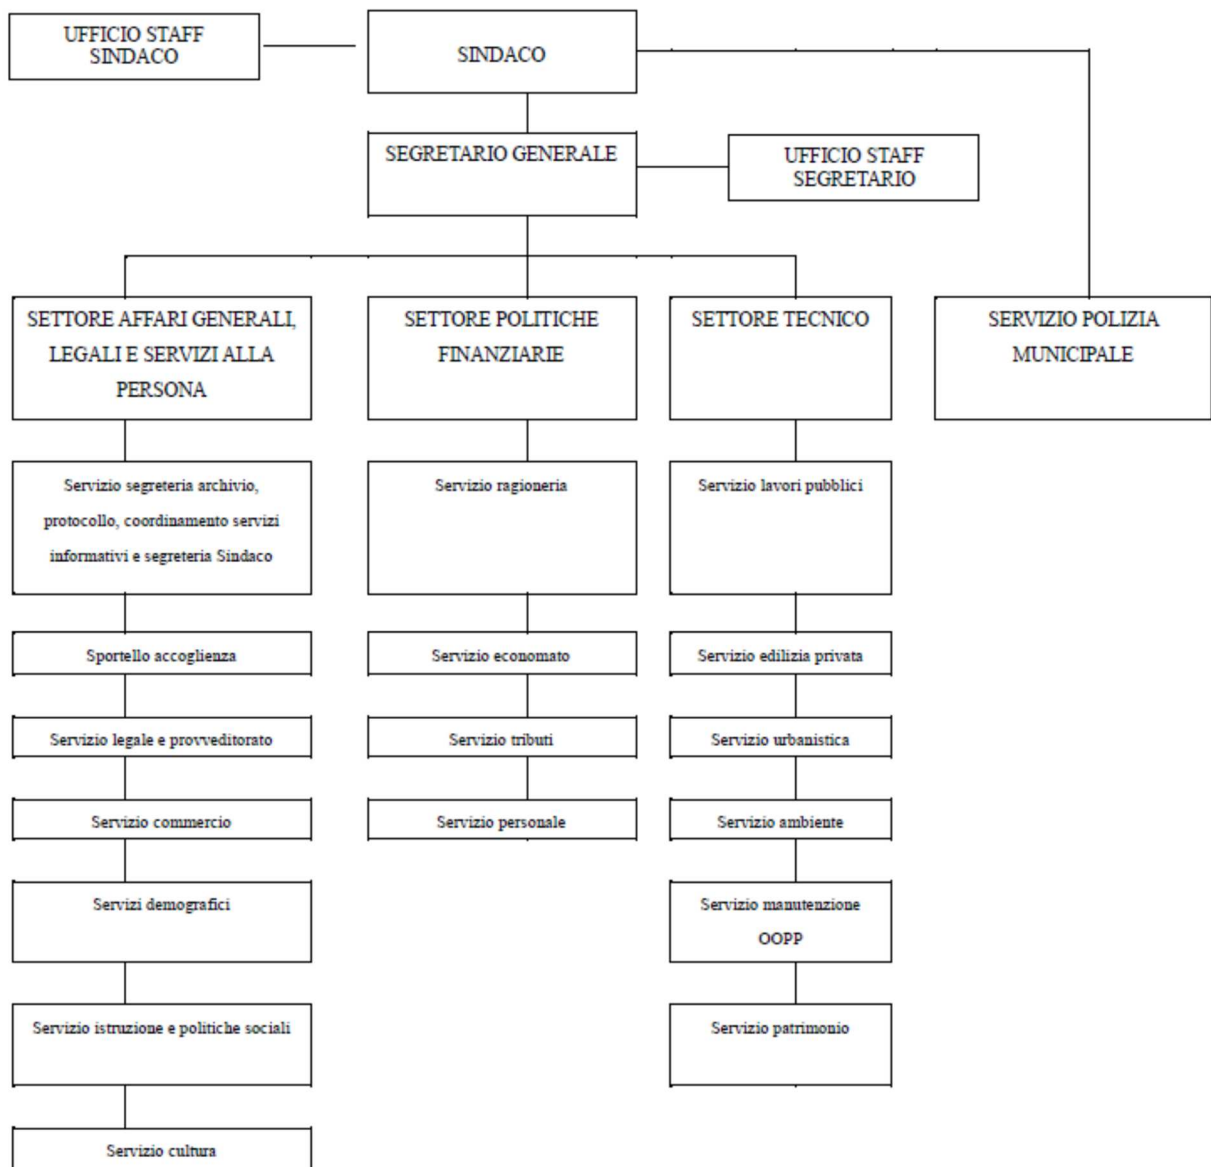 UFFICIO STAFF
SINDACO
SINDACO
SEGRETARIO GENERALE
UFFICIO STAFF
SEGRETARIO
SETTORE AFFARI GENERALI,
LEGALI E SERVIZI ALLA
PERSONA
SETTORE POLITICHE
FINANZIARIE
SETTORE TECNICO
SERVIZIO POLIZIA
MUNICIPALE
Servizio segreteria archivio,
protocollo, coordinamento servizi
informativi e segreteria Sindaco
Servizio ragioneria
Servizio lavori pubblici
Sportello accoglienza
Servizio economato
Servizio edilizia privata
Servizio legale e provveditorato
Servizio tributi
Servizio urbanistica
Servizio commercio
Servizio personale
Servizio ambiente
Servizi demografici
Servizio manutenzione
OOPP
Servizio istruzione e politiche sociali
Servizio patrimonio
Servizio cultura